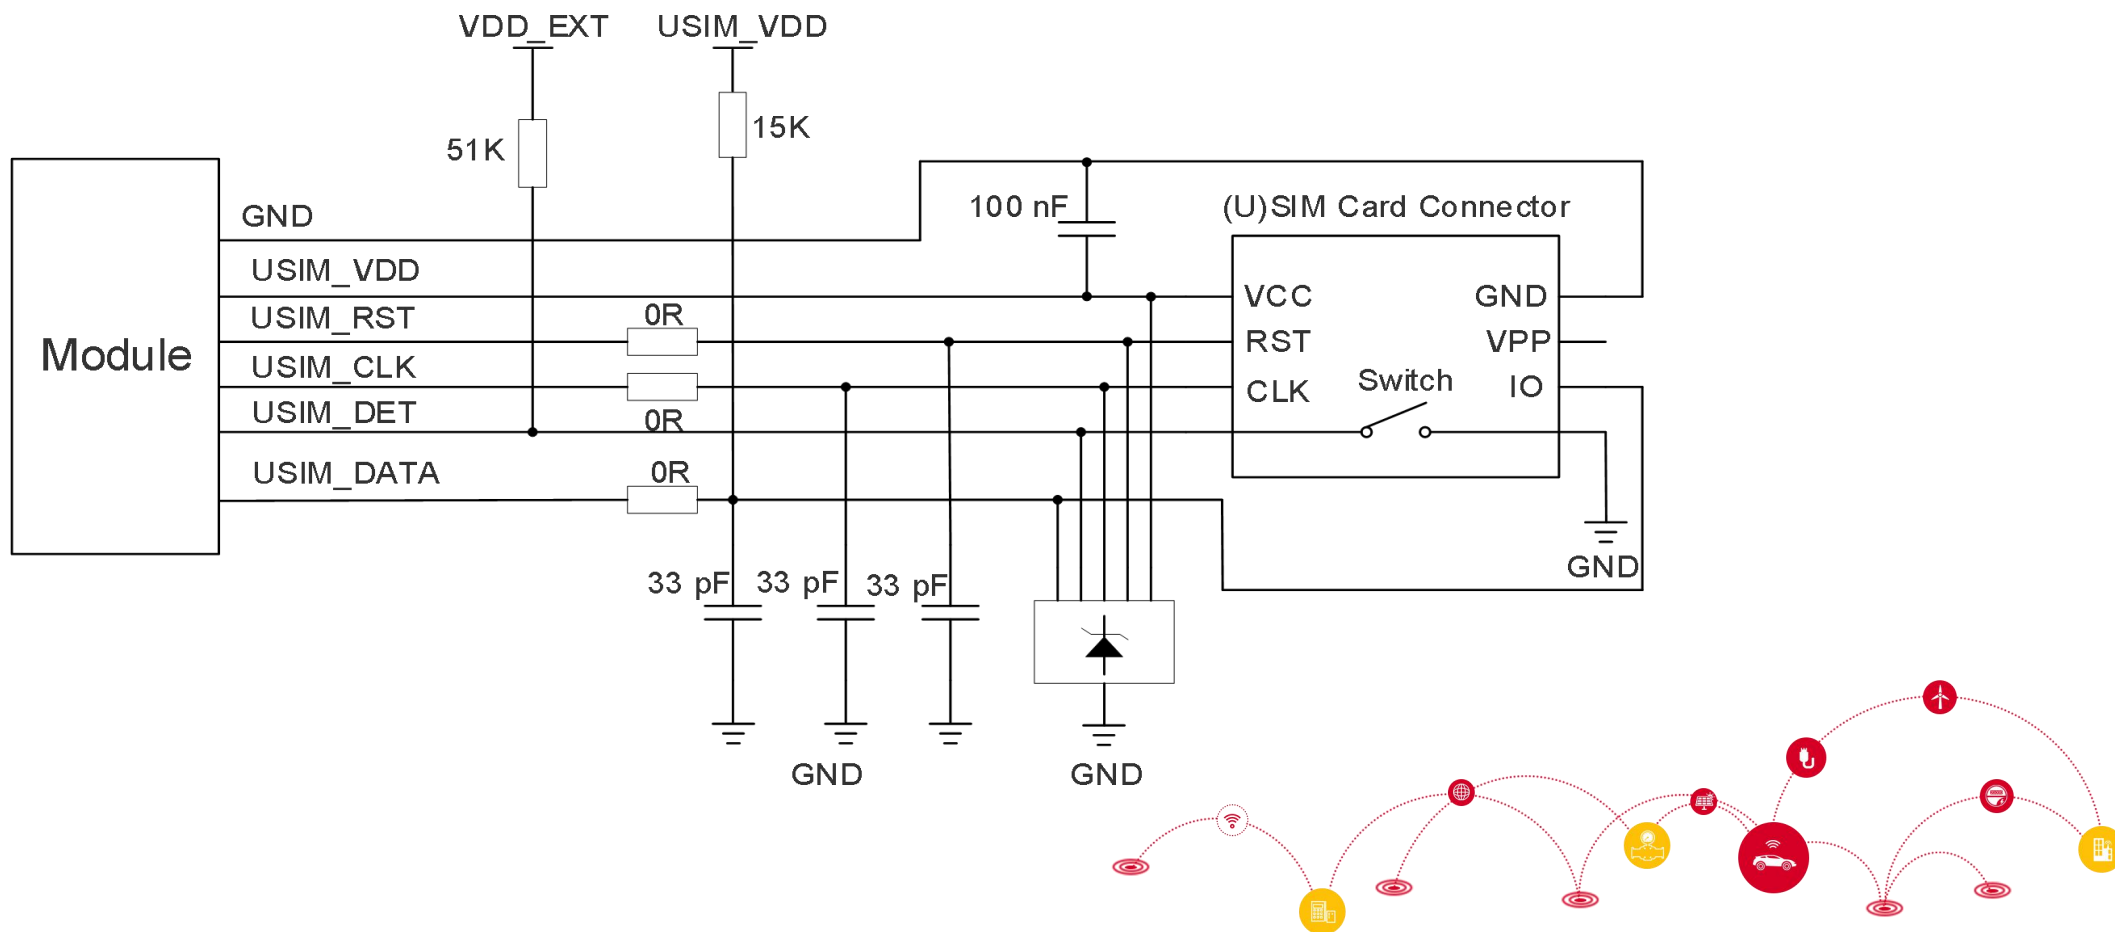 VDD_EXT USIM_VDD
15K
51K
GND
100 nF
(U)SIM Card Connector
USIM_VDD
VCC
GND
USIM_RST
0R
RST
VPP
Module
USIM_CLK
Switch
IO
CLK
USIM_DET
0R
USIM_DATA
0R
GND
33 pF 33 pF 33 pF
GND
GND